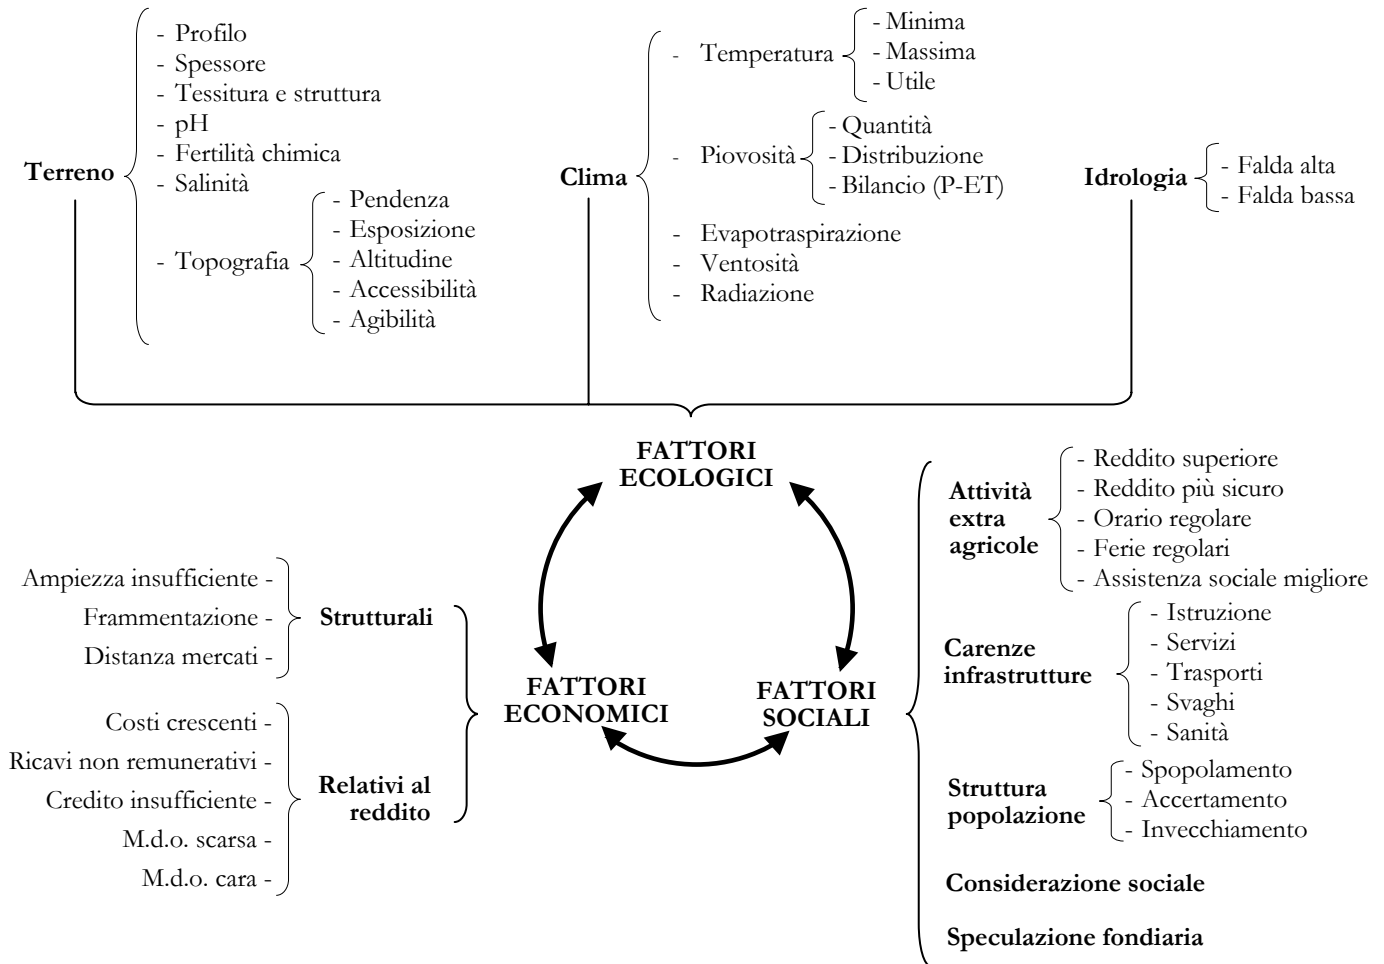 Terreno
- Profilo
- Spessore
- Tessitura e struttura
- pH
- Fertilità chimica
- Salinità
- Topografia
- Pendenza
- Esposizione
- Altitudine
- Accessibilità
- Agibilità
Clima
- Temperatura
- Minima
- Massima
- Utile
- Piovosità
- Quantità
- Distribuzione
- Bilancio (P-ET)
- Evapotraspirazione
- Ventosità
- Radiazione
Idrologia
- Falda alta
- Falda bassa
FATTORI
ECOLOGICI
FATTORI
ECONOMICI
Strutturali
Ampiezza insufficiente -
Frammentazione -
Distanza mercati -
Relativi al
reddito
Costi crescenti -
Ricavi non remunerativi -
Credito insufficiente -
M.d.o. scarsa -
M.d.o. cara -
FATTORI
SOCIALI
Attività
extra
agricole
- Reddito superiore
- Reddito più sicuro
- Orario regolare
- Ferie regolari
- Assistenza sociale migliore
Carenze
infrastrutture
- Istruzione
- Servizi
- Trasporti
- Svaghi
- Sanità
Struttura
popolazione
- Spopolamento
- Accertamento
- Invecchiamento
Considerazione sociale
Speculazione fondiaria